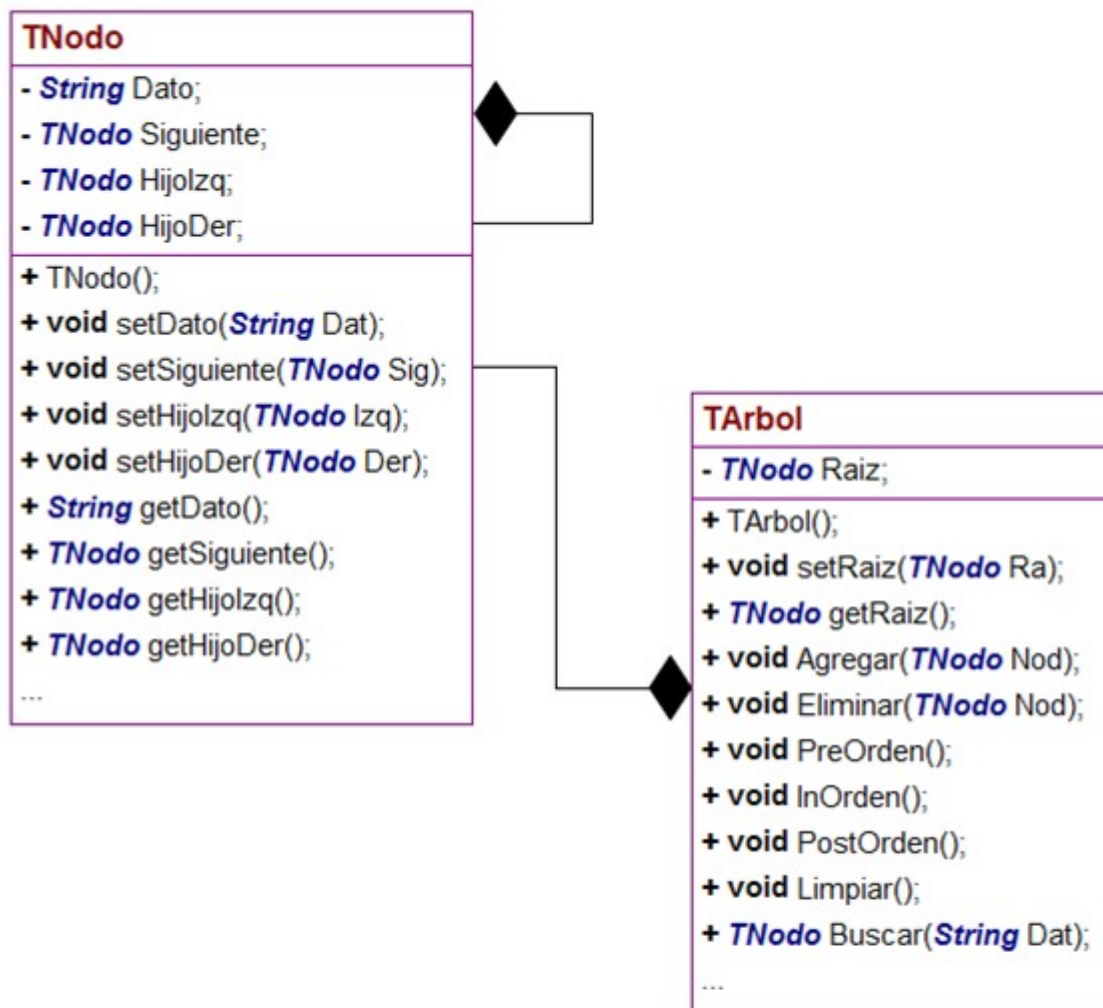 TNodo
- String Dato;
- TNodo Siguiente;
- TNodo HijoIzq;
- TNodo HijoDer;
+ TNodo();
+ void setDato(String Dat);
+ void setSiguiente(TNodo Sig);
+ void setHijoIzq(TNodo Izq);
+ void setHijoDer(TNodo Der);
+ String getDato();
+ TNodo getSiguiente();
+ TNodo getHijoIzq();
+ TNodo getHijoDer();
...
TArbol
- TNodo Raiz;
+ TArbol();
+ void setRaiz(TNodo Ra);
+ TNodo getRaiz();
+ void Agregar(TNodo Nod);
+ void Eliminar(TNodo Nod);
+ void PreOrden();
+ void InOrden();
+ void PostOrden();
+ void Limpiar();
+ TNodo Buscar(String Dat);
...